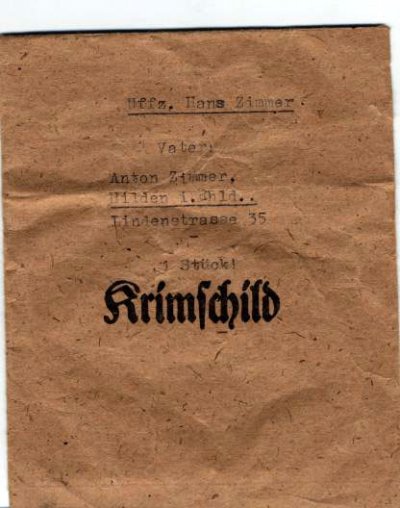 Uffz. Hans Zimmer
Vater:
Anton Zimmer.
Hilden i.Rhld..
Lindenstrasse 35
1 Stück!
Krimschild